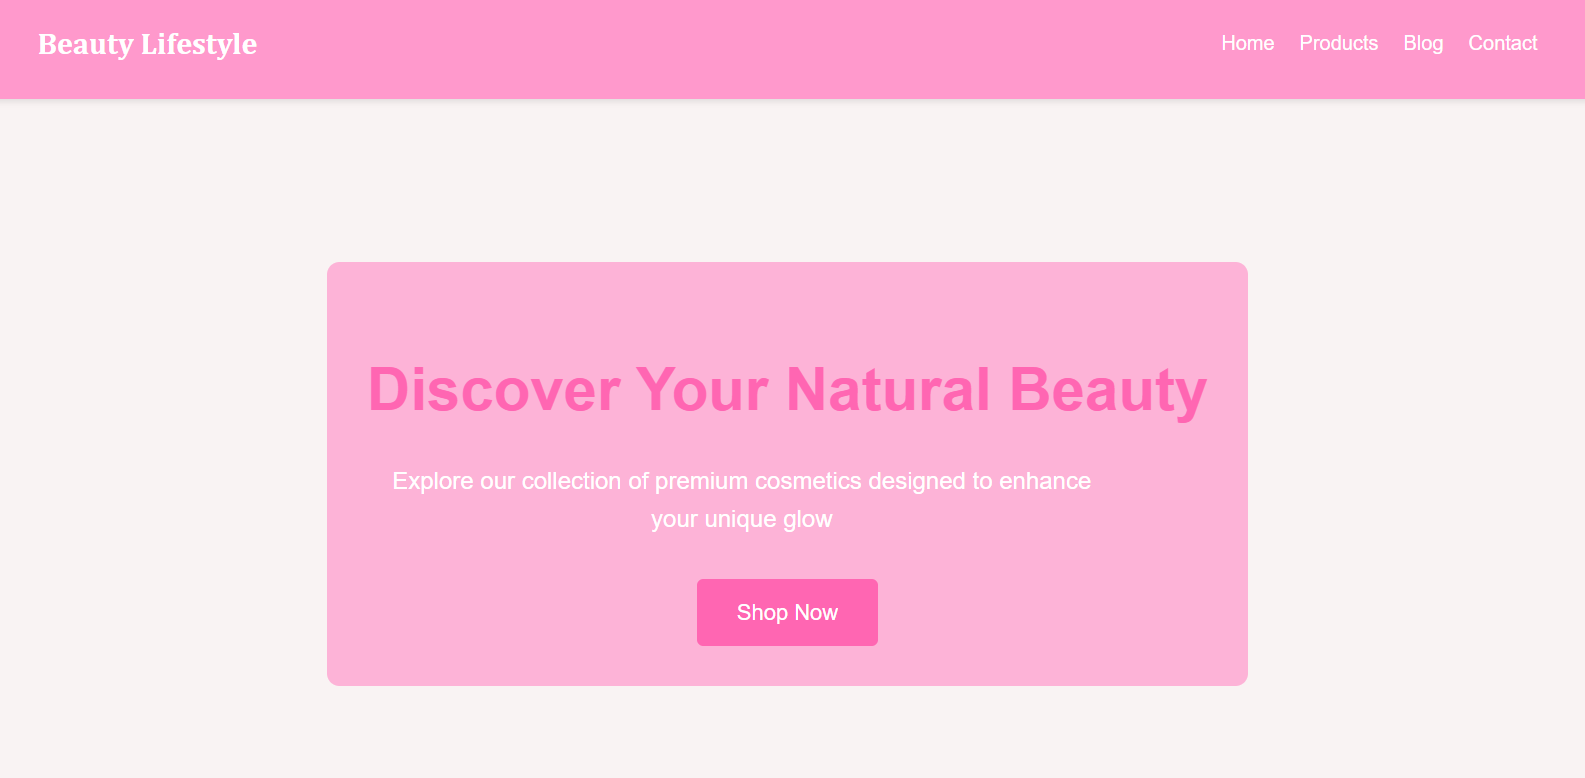 Beauty Lifestyle
Home Products Blog Contact
Discover Your Natural Beauty
Explore our collection of premium cosmetics designed to enhance
your unique glow
Shop Now